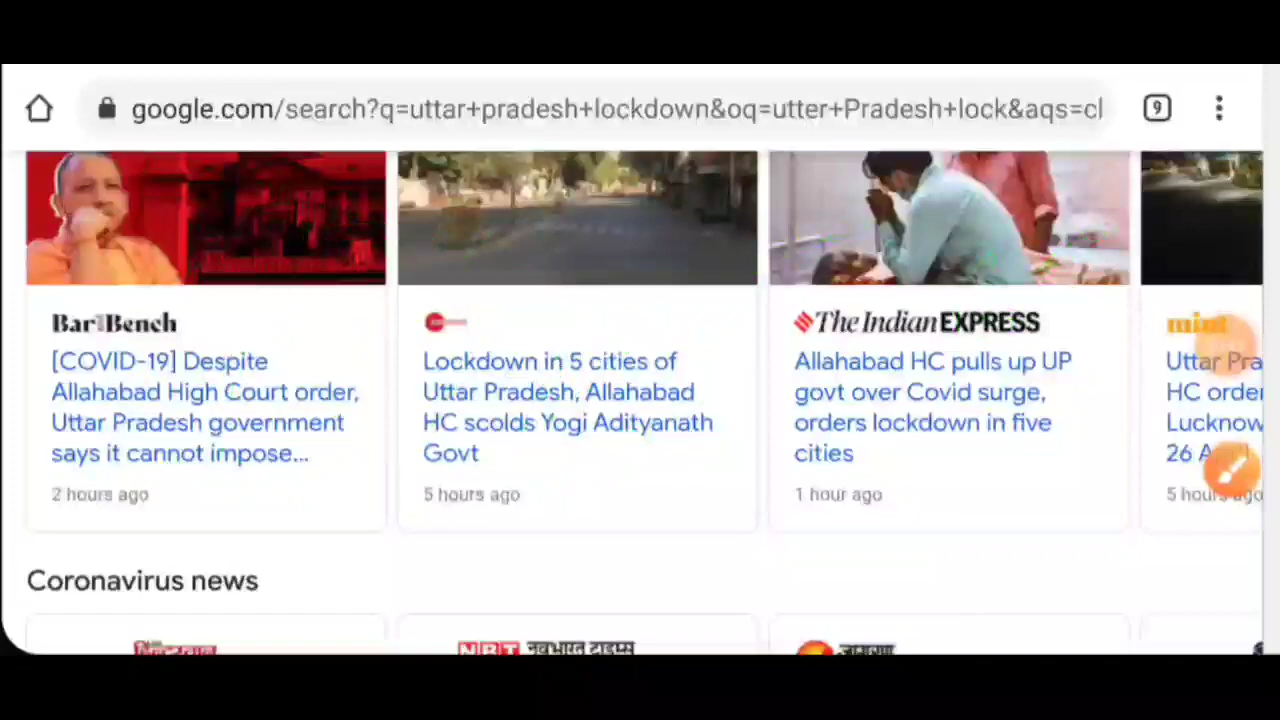 google.com/search?q=uttar+pradesh+lockdown&oq=utter+Pradesh+lock&aqs=cl
9
Bar&Bench
[COVID-19] Despite
Allahabad High Court order,
Uttar Pradesh government
says it cannot impose...
2 hours ago
Lockdown in 5 cities of
Uttar Pradesh, Allahabad
HC scolds Yogi Adityanath
Govt
5 hours ago
The Indian EXPRESS
Allahabad HC pulls up UP
govt over Covid surge,
orders lockdown in five
cities
1 hour ago
mint
Uttar Pra
HC order
Lucknow
26 A
5 hours ago
Coronavirus news
NBT नवभारत टाइम्स
जागरण